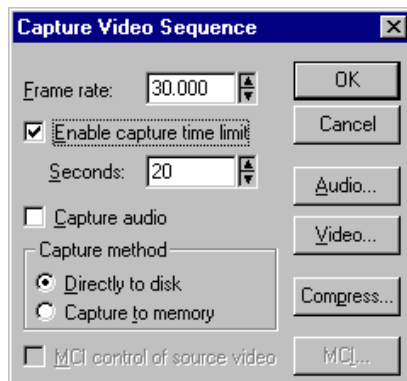 Capture Video Sequence
Frame rate: 30.000
OK
Enable capture time limit
Cancel
Seconds: 20
Audio...
Capture audio
Video...
Capture method
Directly to disk
Compress...
Capture to memory
MCI control of source video
MCI...